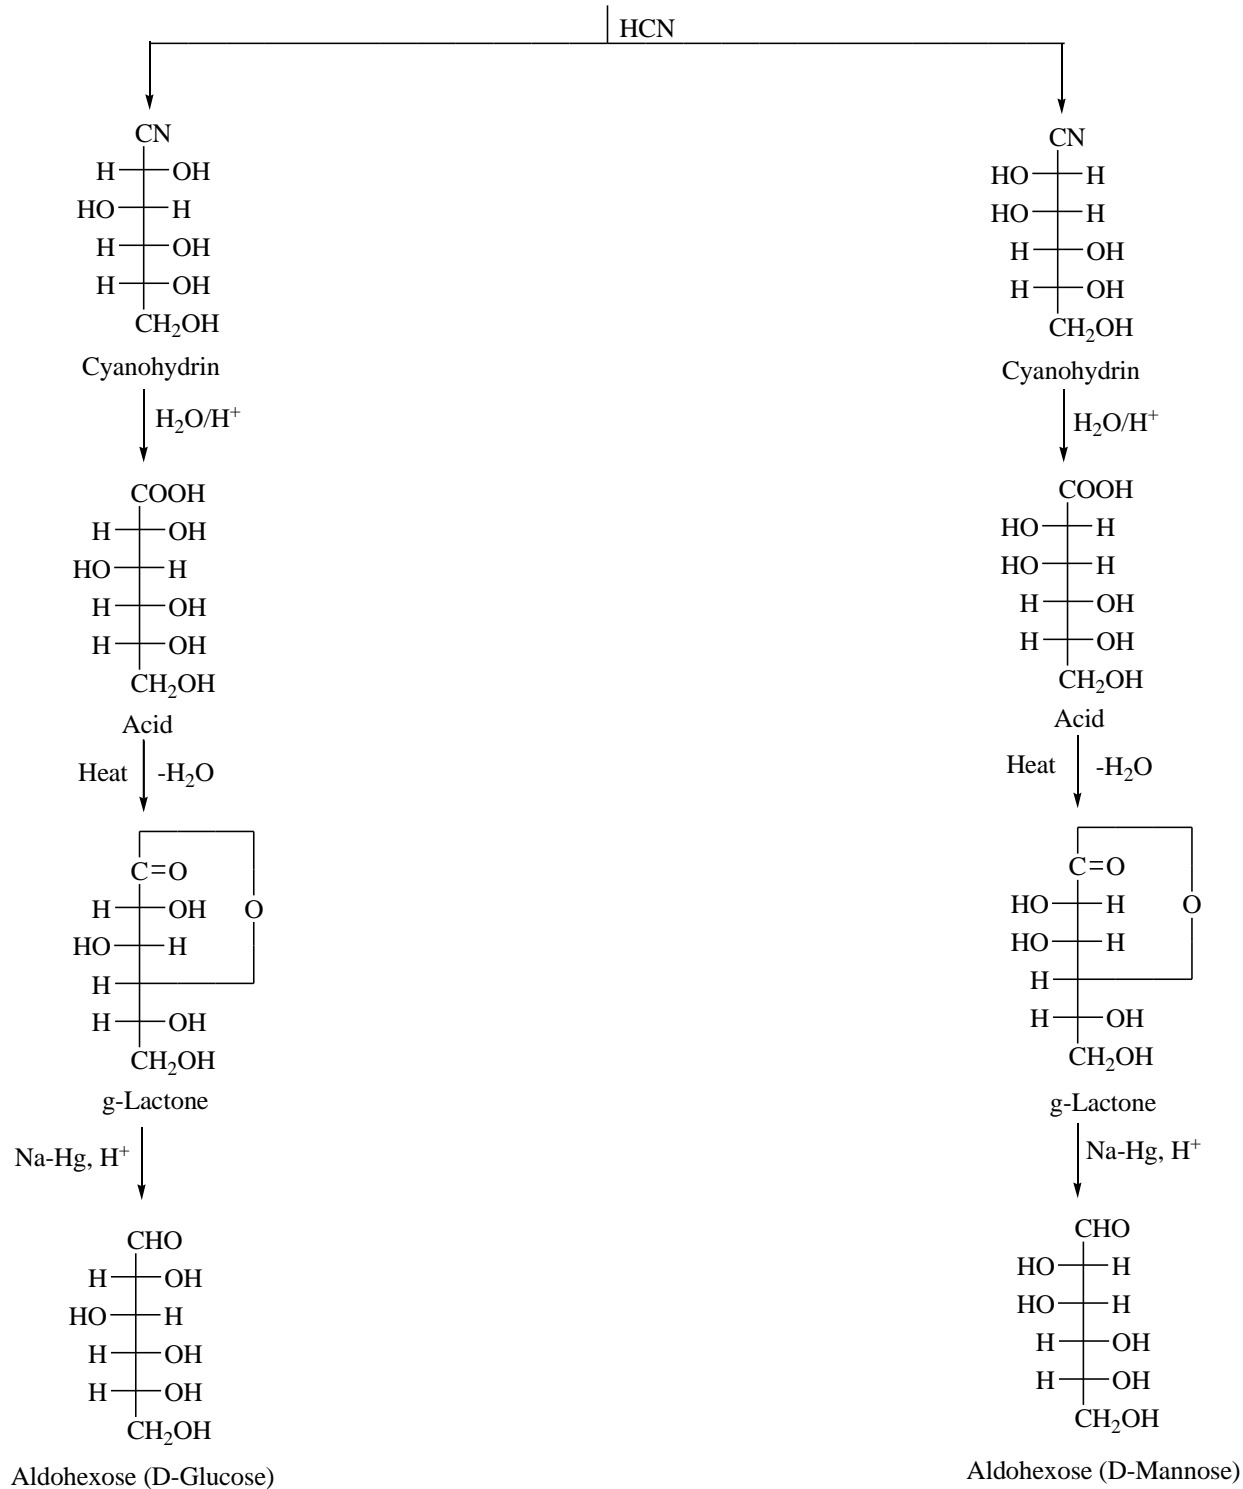 HCN
CN CN
H OH HO H
HO H HO H
H OH H OH
H OH H OH
CH₂OH CH₂OH
Cyanohydrin Cyanohydrin
H₂O/H⁺ H₂O/H⁺
COOH COOH
H OH HO H
HO H HO H
H OH H OH
H OH H OH
CH₂OH CH₂OH
Acid Acid
Heat -H₂O Heat -H₂O
C=O C=O
H OH O HO H O
HO H HO H
H H
H OH H OH
CH₂OH CH₂OH
g-Lactone g-Lactone
Na-Hg, H⁺ Na-Hg, H⁺
CHO CHO
H OH HO H
HO H HO H
H OH H OH
H OH H OH
CH₂OH CH₂OH
Aldohexose (D-Glucose) Aldohexose (D-Mannose)